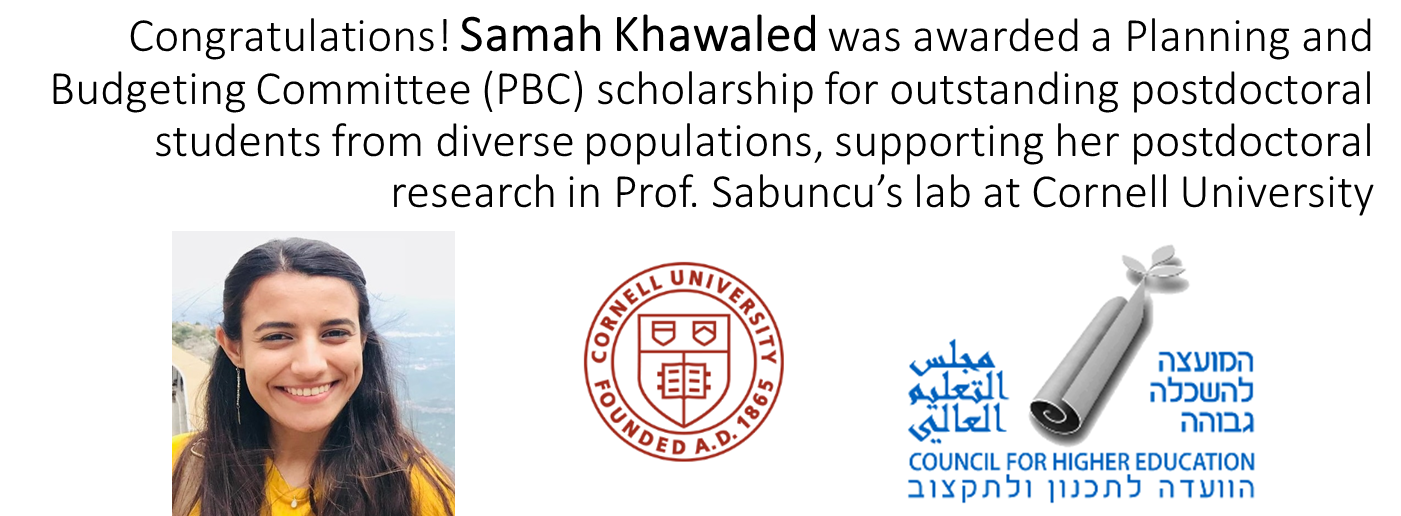 Congratulations! Samah Khawaled was awarded a Planning and
Budgeting Committee (PBC) scholarship for outstanding postdoctoral
students from diverse populations, supporting her postdoctoral
research in Prof. Sabuncu’s lab at Cornell University
CORNELL UNIVERSITY
FOUNDED A.D. 1865
مجلس
التعليم
العالي
המועצה
להשכלה
גבוהה
COUNCIL FOR HIGHER EDUCATION
הוועדה לתכנון ולתקצוב